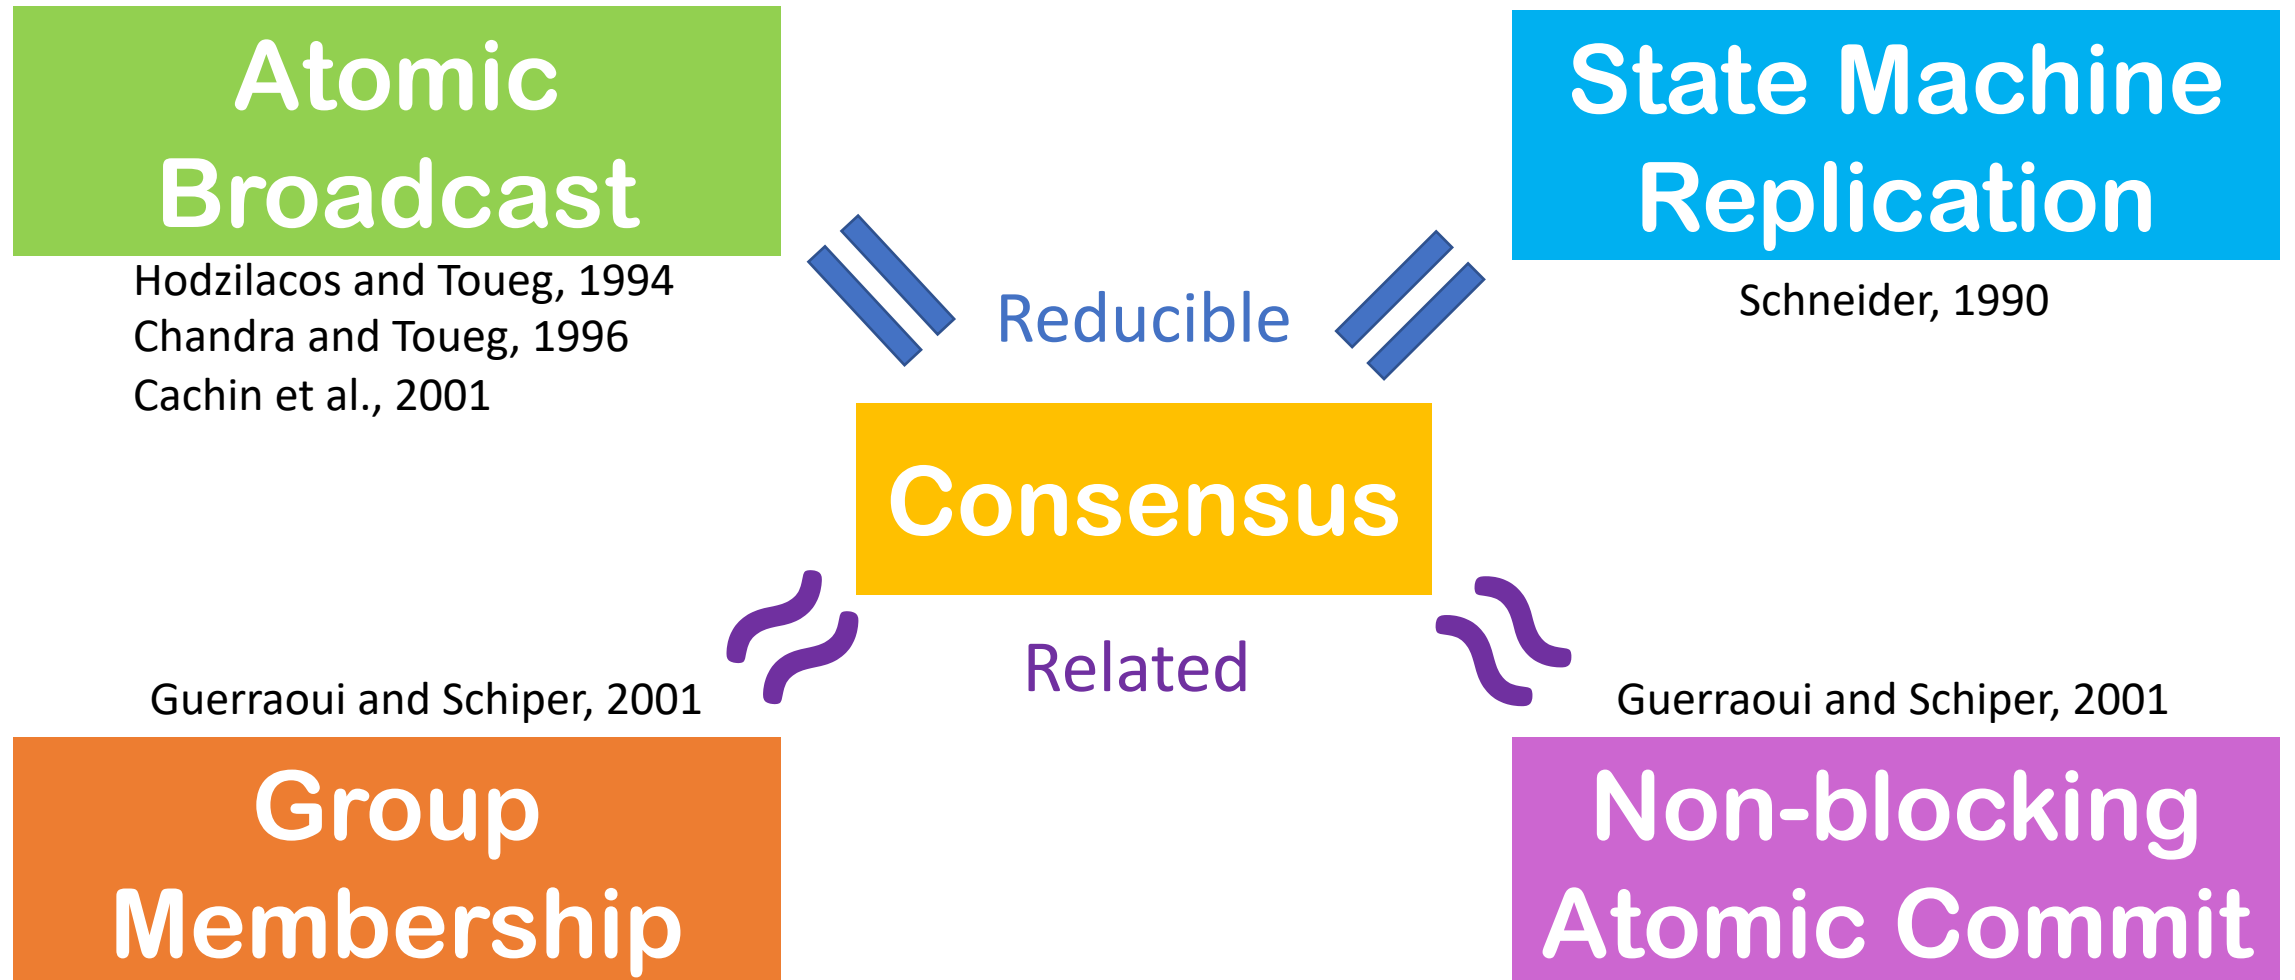 Atomic
Broadcast
Hodzilacos and Toueg, 1994
Chandra and Toueg, 1996
Cachin et al., 2001
State Machine
Replication
Schneider, 1990
Reducible
Consensus
Related
Guerraoui and Schiper, 2001
Group
Membership
Guerraoui and Schiper, 2001
Non-blocking
Atomic Commit